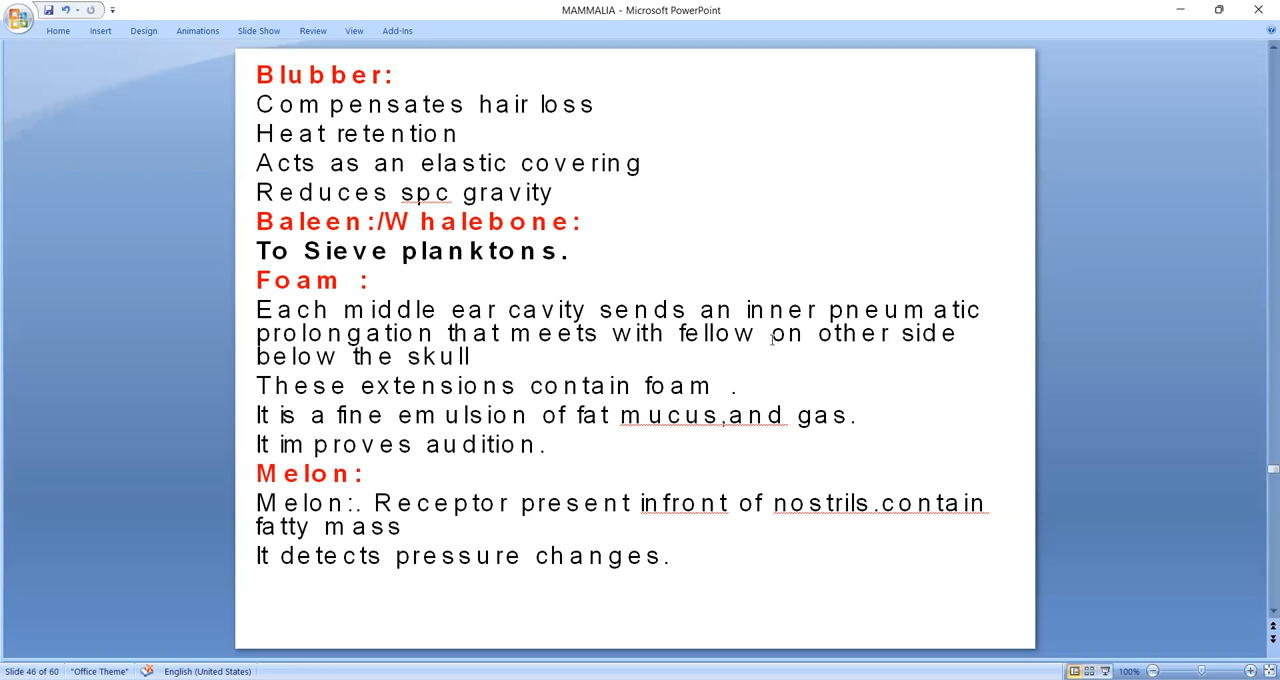 MAMMALIA - Microsoft PowerPoint
Home Insert Design Animations Slide Show Review View Add-Ins
Blubber:
Compensates hair loss
Heat retention
Acts as an elastic covering
Reduces spc gravity
Baleen:/Whalebone:
To Sieve planktons.
Foam :
Each middle ear cavity sends an inner pneumatic
prolongation that meets with fellow on other side
below the skull
These extensions contain foam .
It is a fine emulsion of fat mucus,and gas.
It improves audition.
Melon:
Melon:. Receptor present infront of nostrils.contain
fatty mass
It detects pressure changes.
Slide 46 of 60 "Office Theme" English (United States) 100%